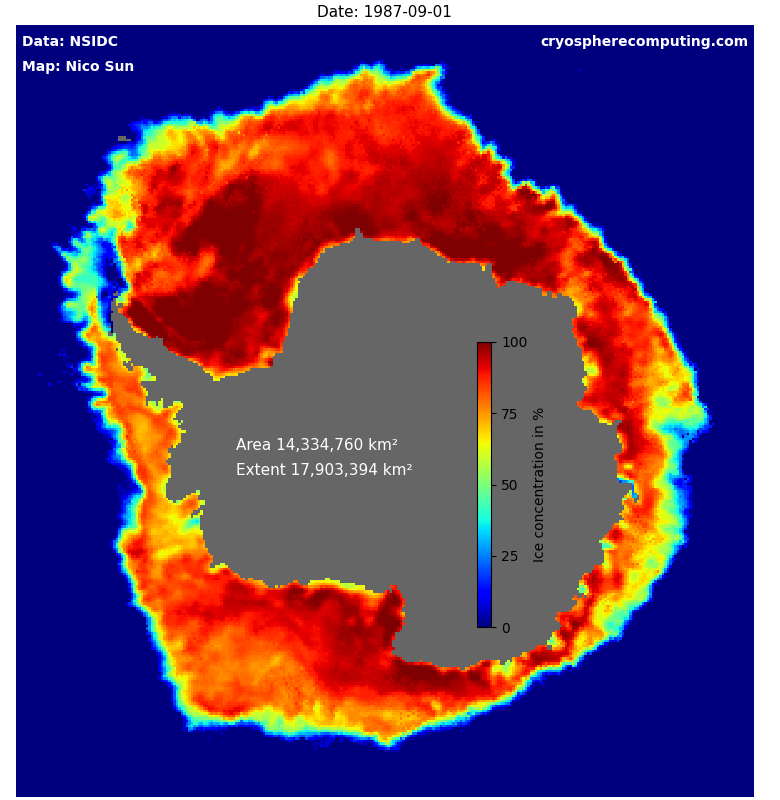 Date: 1987-09-01
Data: NSIDC
cryospherecomputing.com
Map: Nico Sun
100
75
50
25
0
Ice concentration in %
Area 14,334,760 km²
Extent 17,903,394 km²